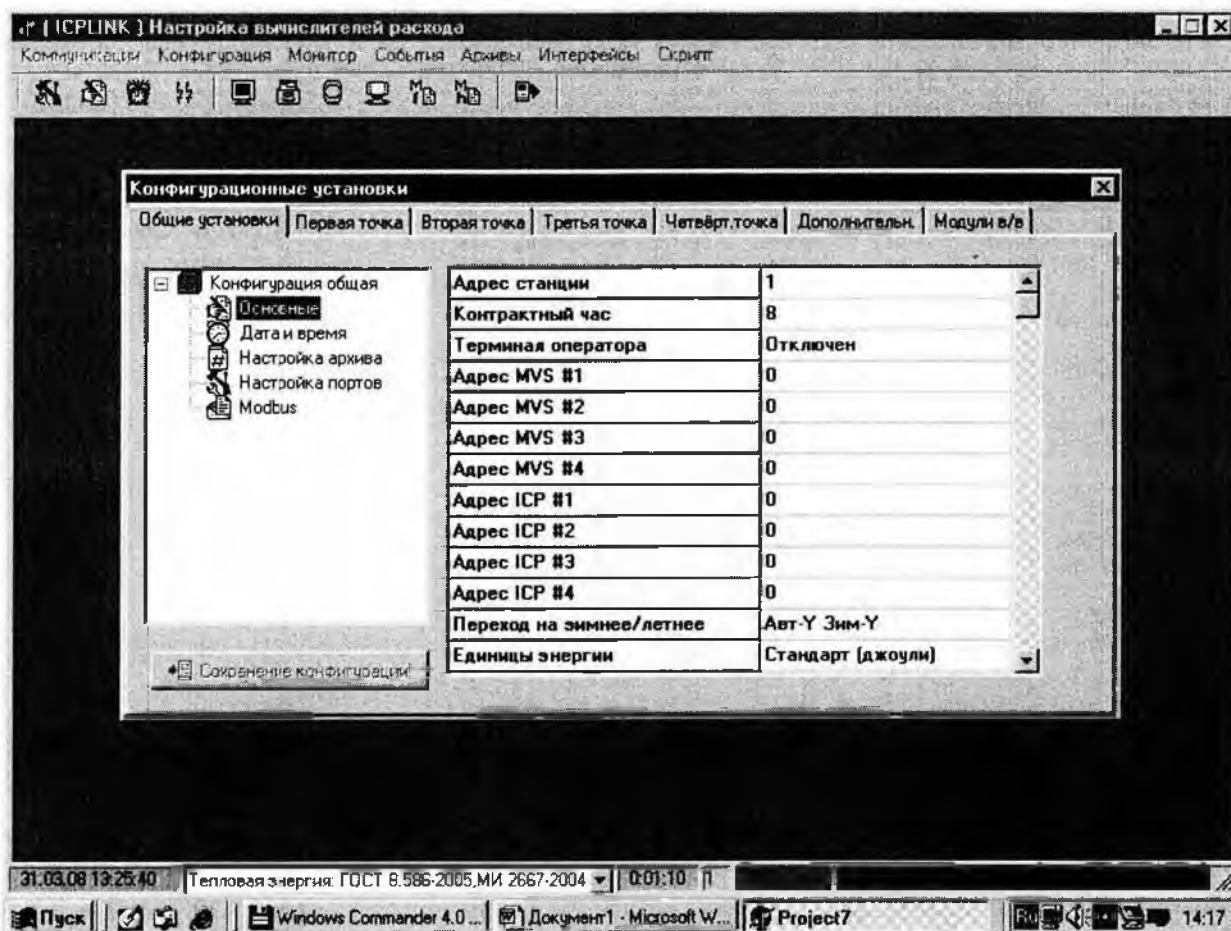 [ ICPLINK ] Настройка вычислителей расхода
Коммуникации Конфигурация Монитор События Архивы Интерфейсы Скрипт
Конфигурационные установки
Общие установки Первая точка Вторая точка Третья точка Четвёрт.точка Дополнительн. Модули в/в
Конфигурация общая
Основные
Дата и время
Настройка архива
Настройка портов
Modbus
Адрес станции 1
Контрактный час 8
Терминал оператора Отключен
Адрес MVS #1 0
Адрес MVS #2 0
Адрес MVS #3 0
Адрес MVS #4 0
Адрес ICP #1 0
Адрес ICP #2 0
Адрес ICP #3 0
Адрес ICP #4 0
Переход на зимнее/летнее Авт-Y Зим-Y
Единицы энергии Стандарт (джоули)
Сохранение конфигурации
31.03.08 13:25:40 Тепловая энергия: ГОСТ 8.586-2005,МИ 2667-2004 0:01:10 П
Пуск Windows Commander 4.0 ... Документ1 - Microsoft W... Project7 RU 14:17